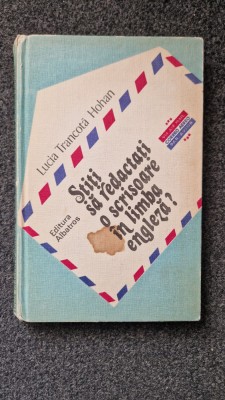 Lucia Trancotă Hohan
Știți
să redactați
o scrisoare
în limba
engleză?
Editura
Albatros